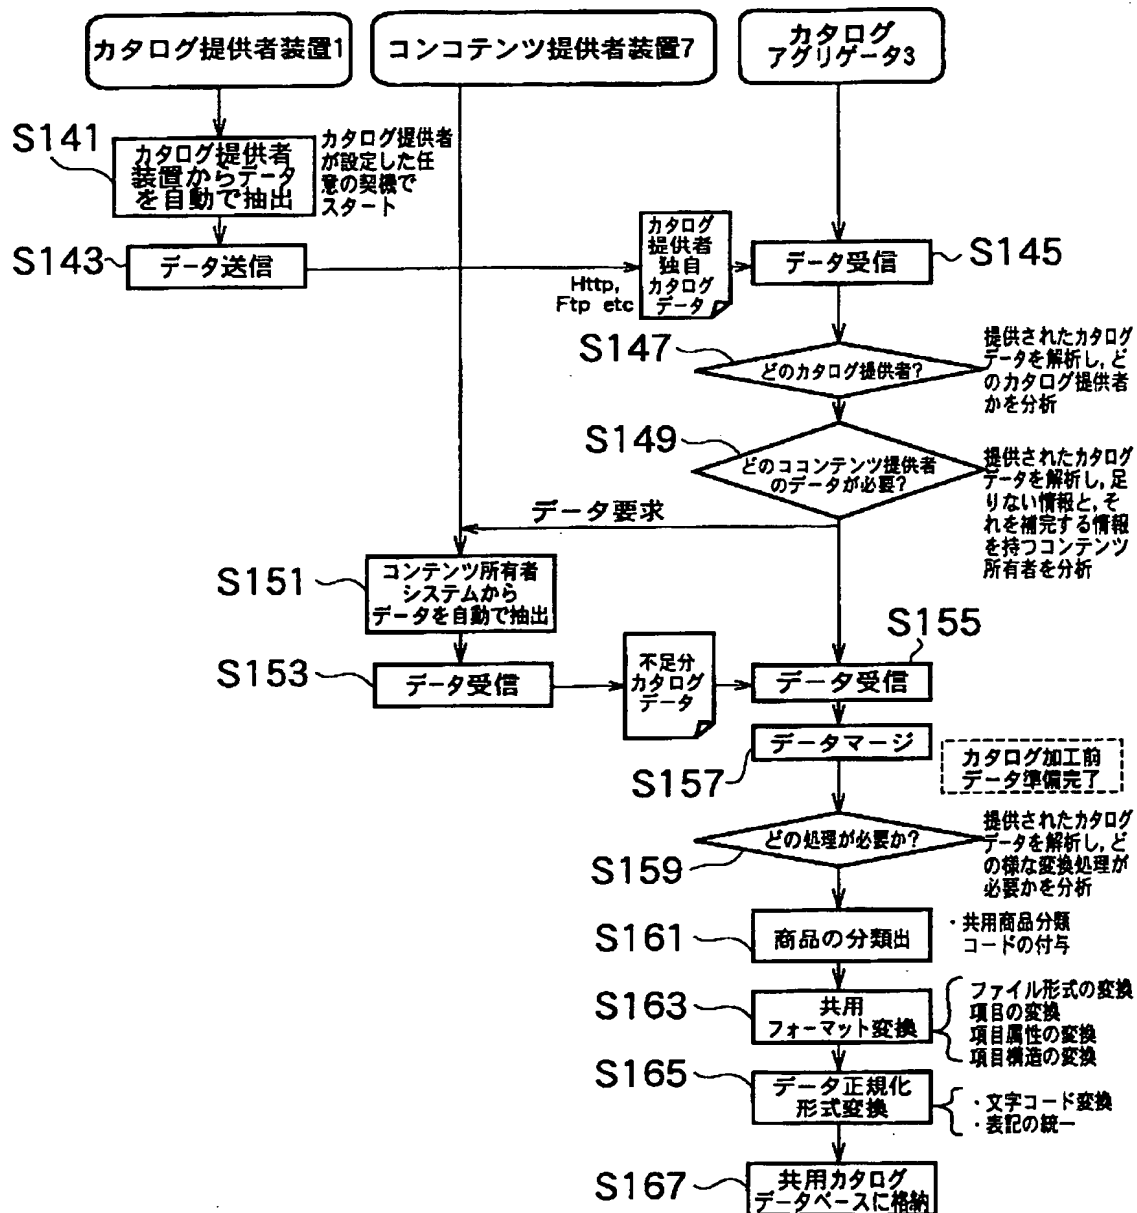 カタログ提供者装置1
コンコテンツ提供者装置7
カタログ
アグリゲータ3
S141
カタログ提供者
装置からデータ
を自動で抽出
カタログ提供者
が設定した任
意の契機で
スタート
S143
データ送信
Http,
Ftp etc
カタログ
提供者
独自
カタログ
データ
データ受信
S145
S147
どのカタログ提供者?
提供されたカタログ
データを解析し,ど
のカタログ提供者
かを分析
S149
どのココンテンツ提供者
のデータが必要?
提供されたカタログ
データを解析し,足
りない情報と,そ
れを補完する情報
を持つコンテンツ
所有者を分析
データ要求
S151
コンテンツ所有者
システムから
データを自動で抽出
S153
データ受信
不足分
カタログ
データ
S155
データ受信
S157
データマージ
カタログ加工前
データ準備完了
S159
どの処理が必要か?
提供されたカタログ
データを解析し,ど
の様な変換処理が
必要かを分析
S161
商品の分類出
・共用商品分類
コードの付与
S163
共用
フォーマット変換
ファイル形式の変換
項目の変換
項目属性の変換
項目構造の変換
S165
データ正規化
形式変換
・文字コード変換
・表記の統一
S167
共用カタログ
データベースに格納